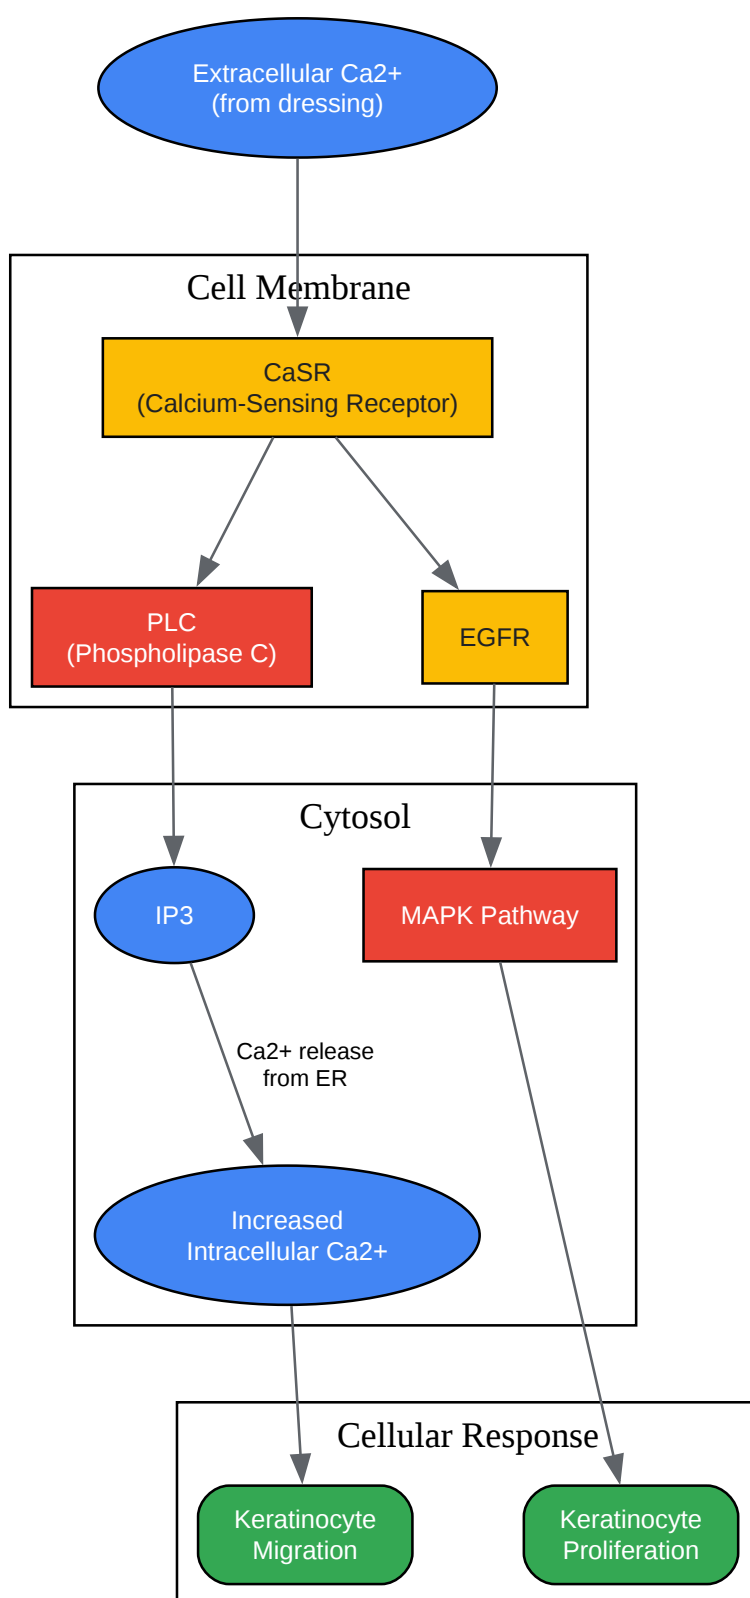 Extracellular Ca2+
(from dressing)
Cell Membrane
CaSR
(Calcium-Sensing Receptor)
PLC
(Phospholipase C)
EGFR
Cytosol
IP3
MAPK Pathway
Ca2+ release
from ER
Increased
Intracellular Ca2+
Cellular Response
Keratinocyte
Migration
Keratinocyte
Proliferation